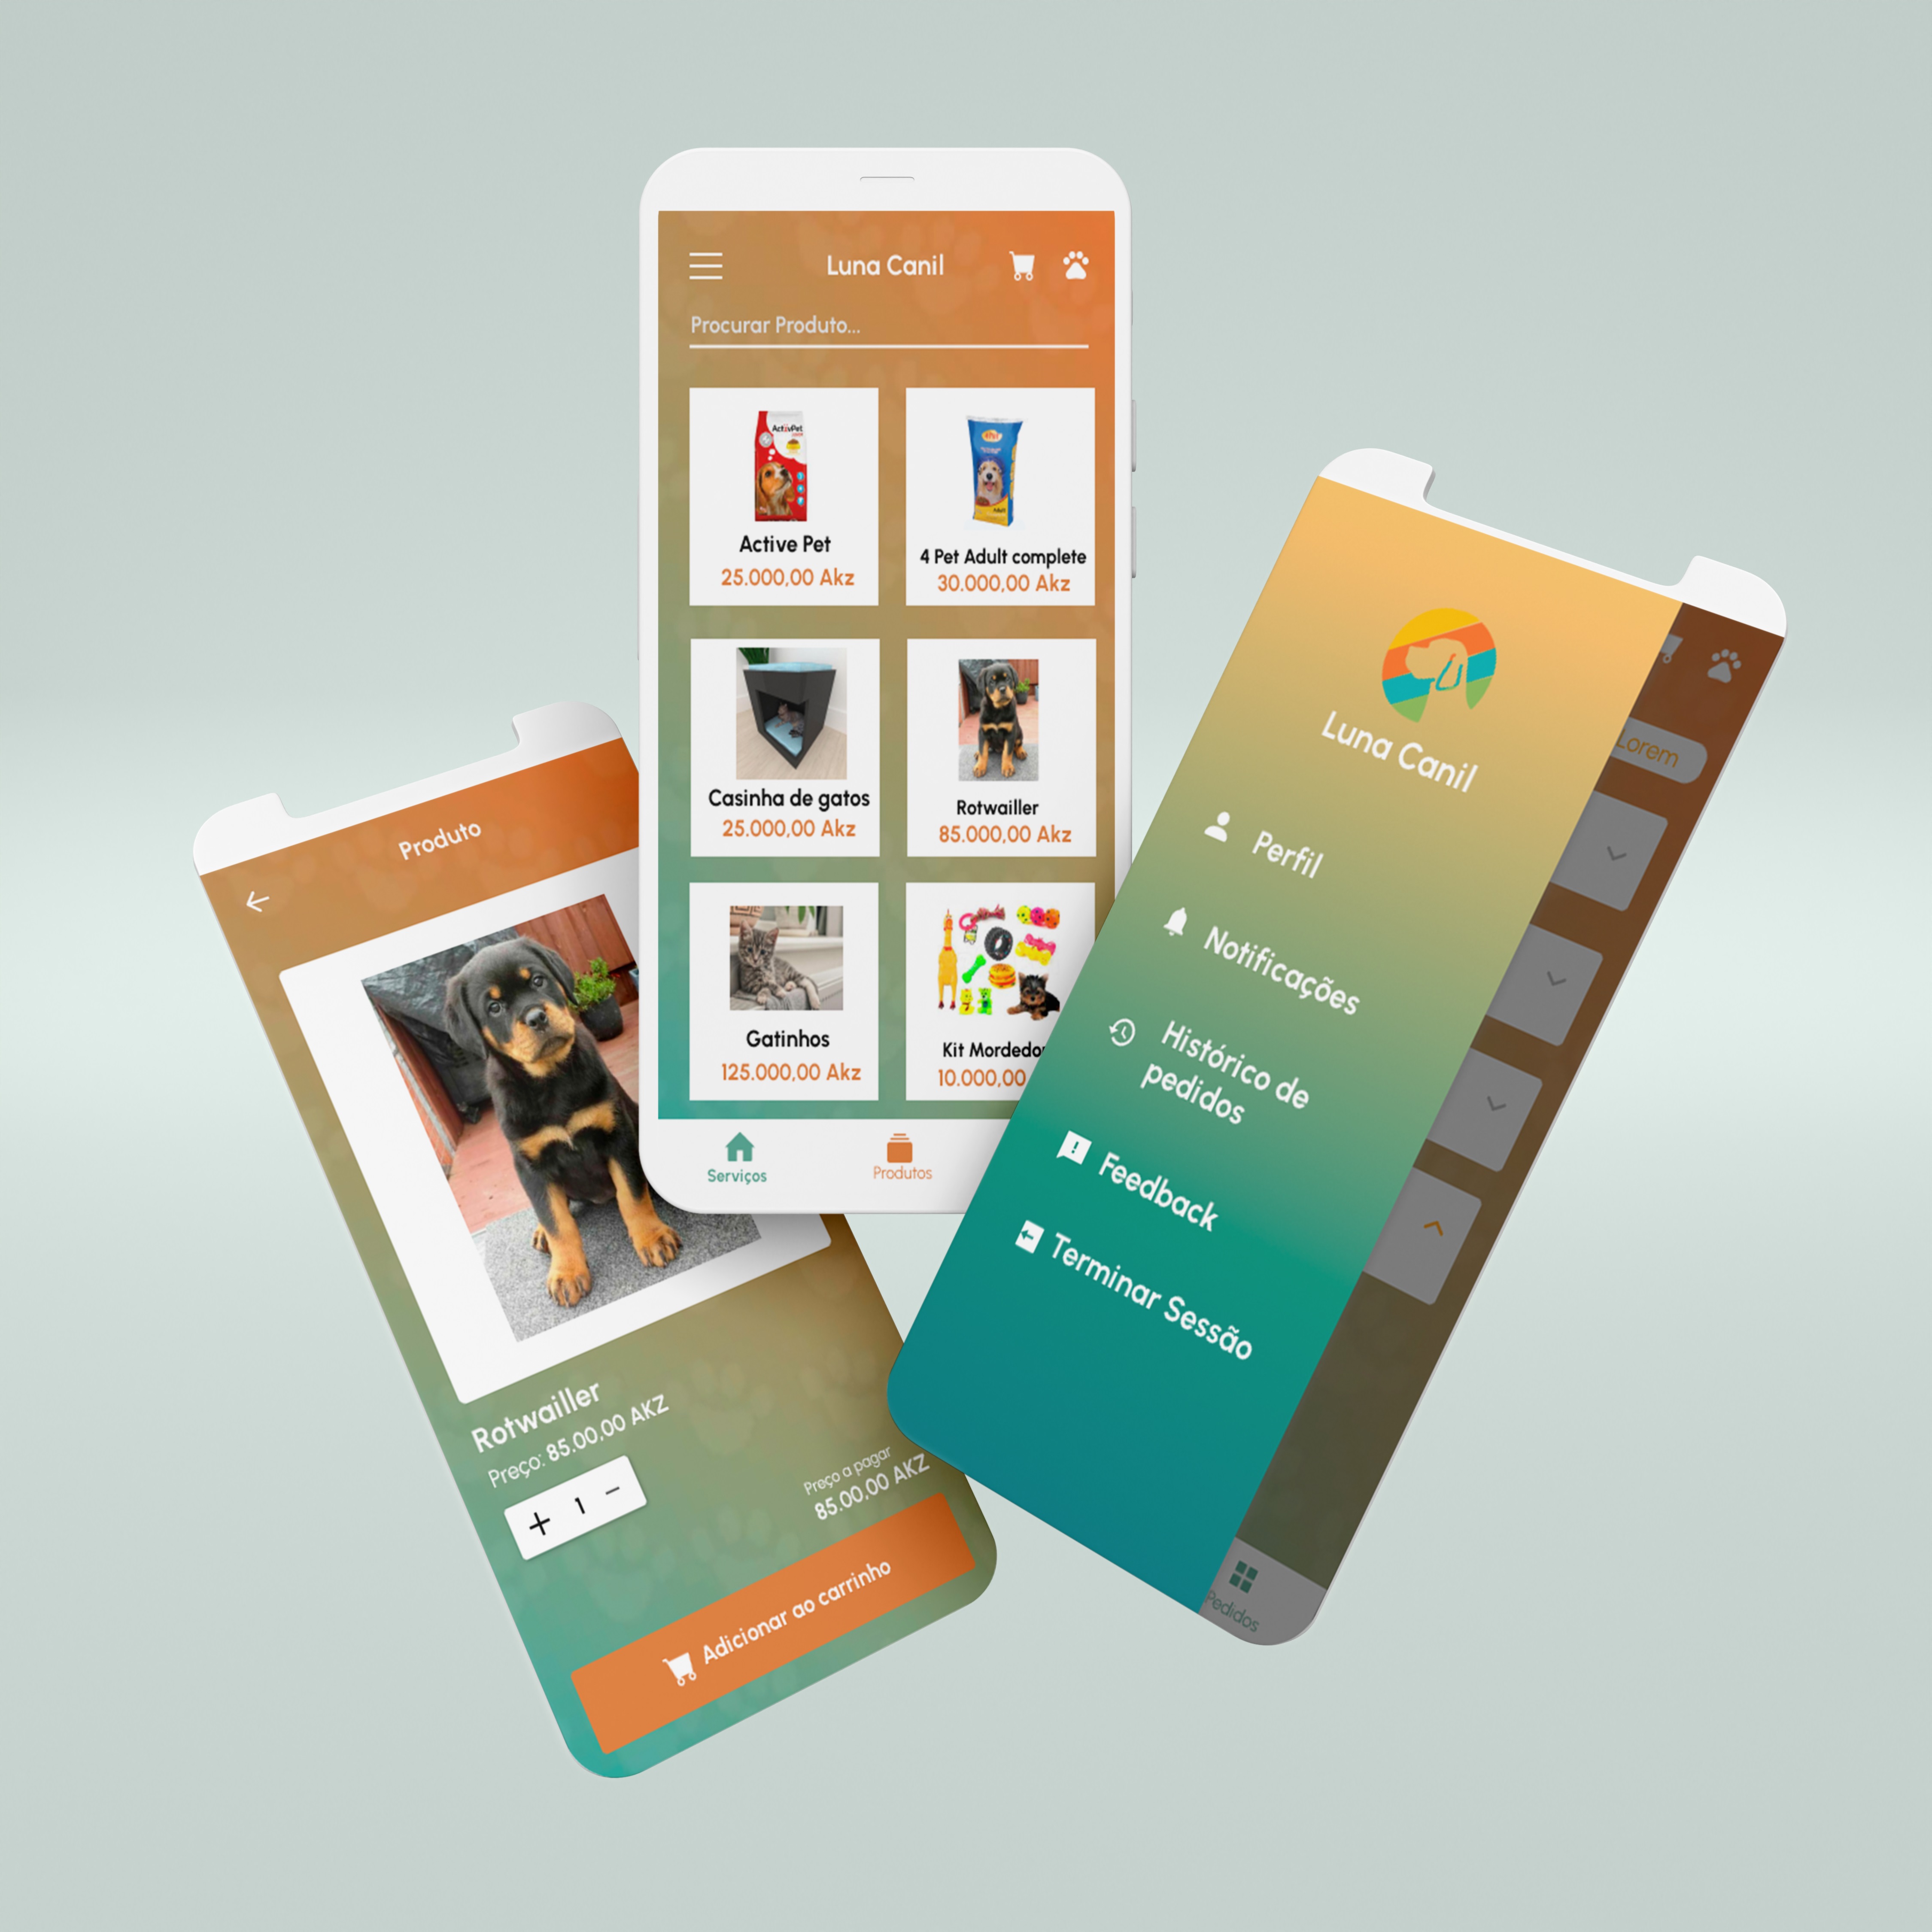 Luna Canil
Procurar Produto...
ActivPet
Active Pet
25.000,00 Akz
4 Pet Adult complete
30.000,00 Akz
Casinha de gatos
25.000,00 Akz
Rotwailler
85.000,00 Akz
Gatinhos
125.000,00 Akz
Kit Mordedor
10.000,00
Serviços
Produtos
Produto
Rotwailler
Preço: 85.00,00 AKZ
+ 1 −
Preço a pagar
85.00,00 AKZ
Adicionar ao carrinho
Luna Canil
Perfil
Notificações
Histórico de
pedidos
Feedback
Terminar Sessão
Lorem
Pedidos